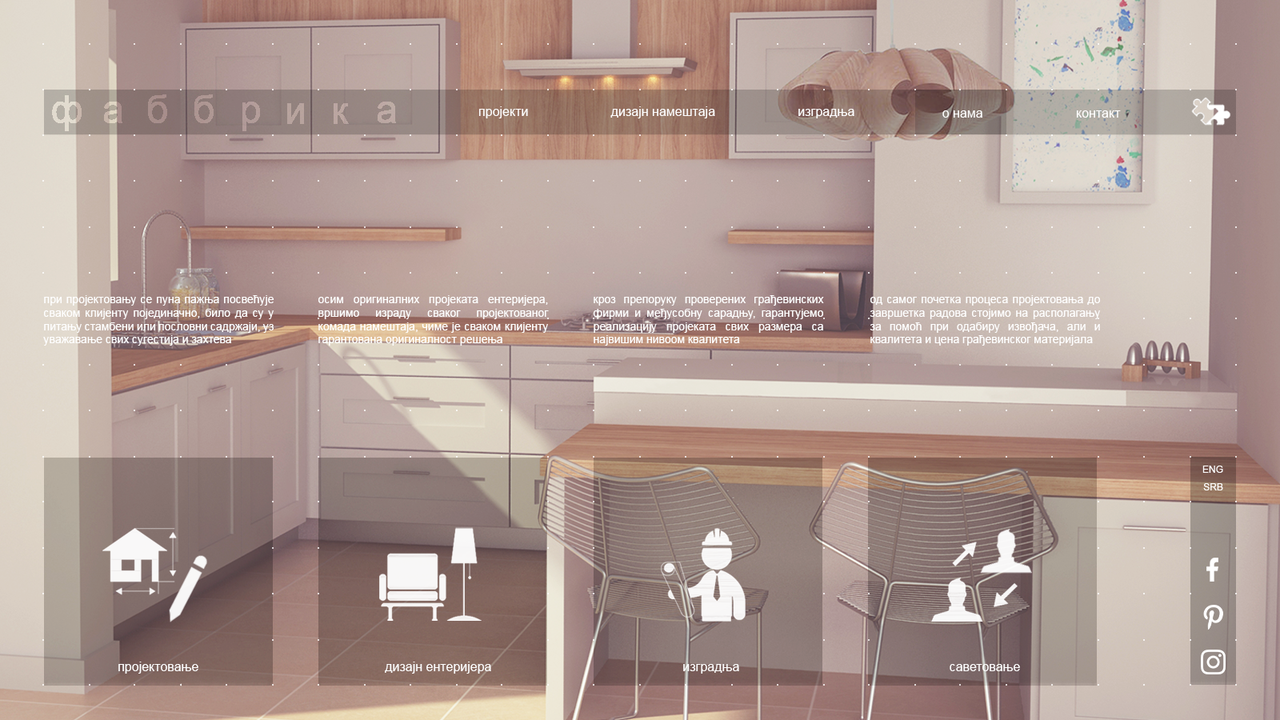 фаббрика
пројекти
дизајн намештаја
изградња
о нама
контакт
при пројектовању се пуна пажња посвећује
сваком клијенту појединачно, било да су у
питању стамбени или пословни садржаји, уз
уважавање свих сугестија и захтева
осим оригиналних пројеката ентеријера,
вршимо израду сваког пројектованог
комада намештаја, чиме је сваком клијенту
гарантована оригиналност решења
кроз препоруку проверених грађевинских
фирми и међусобну сарадњу, гарантујемо
реализацију пројеката свих размера са
највишим нивоом квалитета
од самог почетка процеса пројектовања до
завршетка радова стојимо на располагању
за помоћ при одабиру извођача, али и
квалитета и цена грађевинског материјала
ENG
SRB
пројектовање
дизајн ентеријера
изградња
саветовање